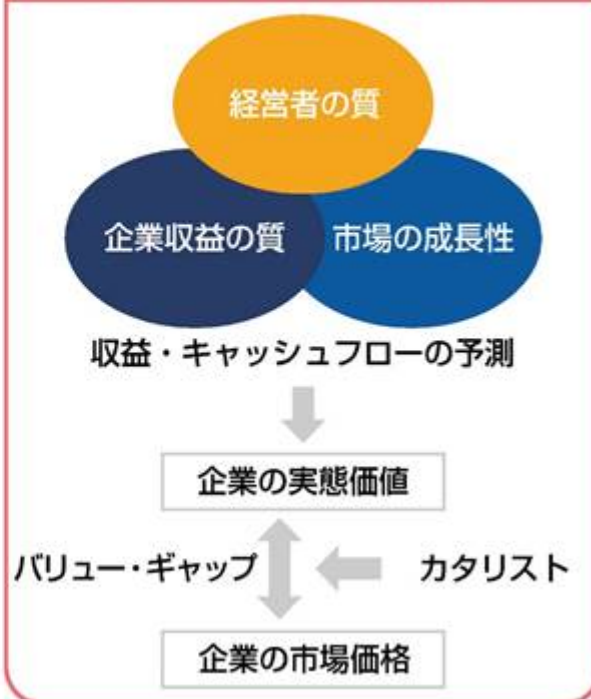 経営者の質
企業収益の質
市場の成長性
収益・キャッシュフローの予測
企業の実態価値
バリュー・ギャップ
カタリスト
企業の市場価格